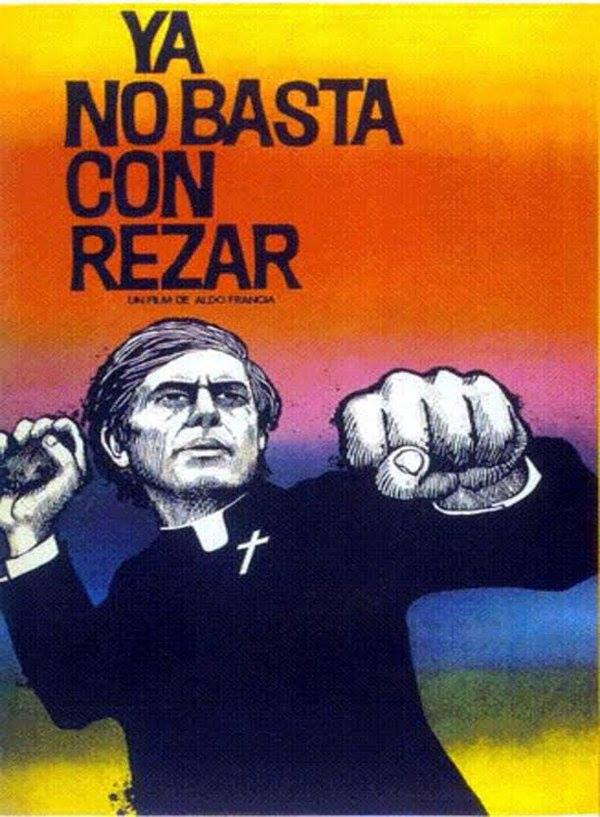 YA
NO BASTA
CON
REZAR
UN FILM DE ALDO FRANCIA